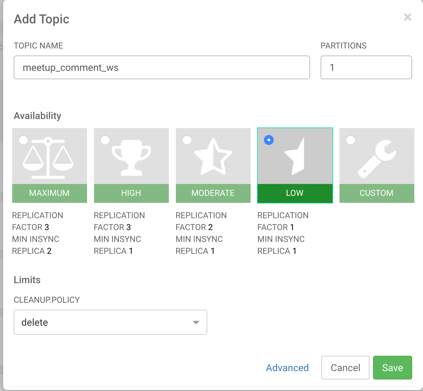 Add Topic ×
TOPIC NAME PARTITIONS
meetup_comment_ws 1
Availability
MAXIMUM HIGH MODERATE LOW CUSTOM
REPLICATION REPLICATION REPLICATION REPLICATION
FACTOR 3 FACTOR 3 FACTOR 2 FACTOR 1
MIN INSYNC MIN INSYNC MIN INSYNC MIN INSYNC
REPLICA 2 REPLICA 1 REPLICA 1 REPLICA 1
Limits
CLEANUP.POLICY
delete
Advanced Cancel Save